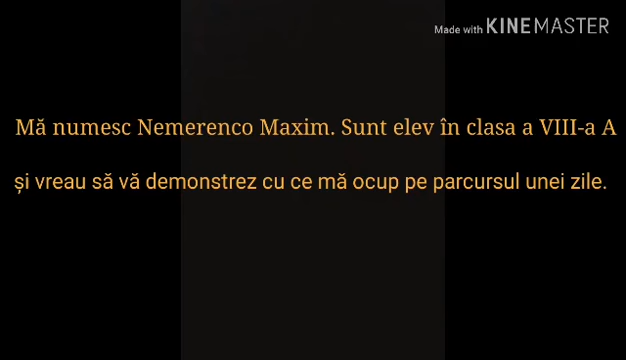 Made with KINEMASTER
Mă numesc Nemerenco Maxim. Sunt elev în clasa a VIII-a A
și vreau să vă demonstrez cu ce mă ocup pe parcursul unei zile.